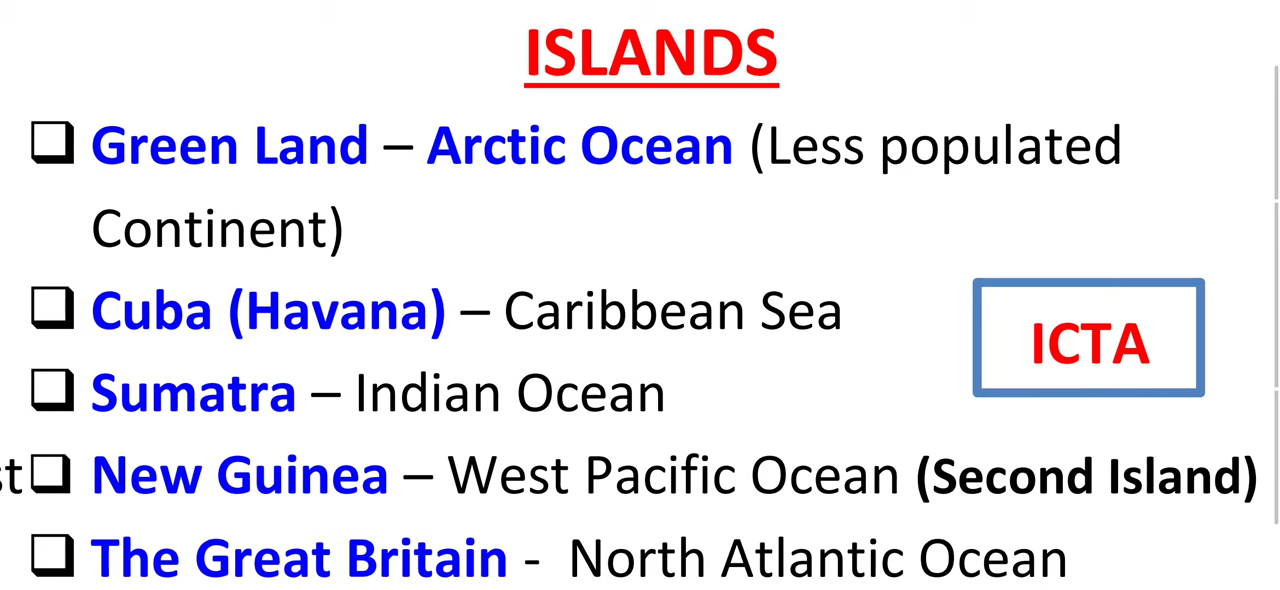 ISLANDS
Green Land – Arctic Ocean (Less populated
Continent)
Cuba (Havana) – Caribbean Sea
ICTA
Sumatra – Indian Ocean
st New Guinea – West Pacific Ocean (Second Island)
The Great Britain - North Atlantic Ocean